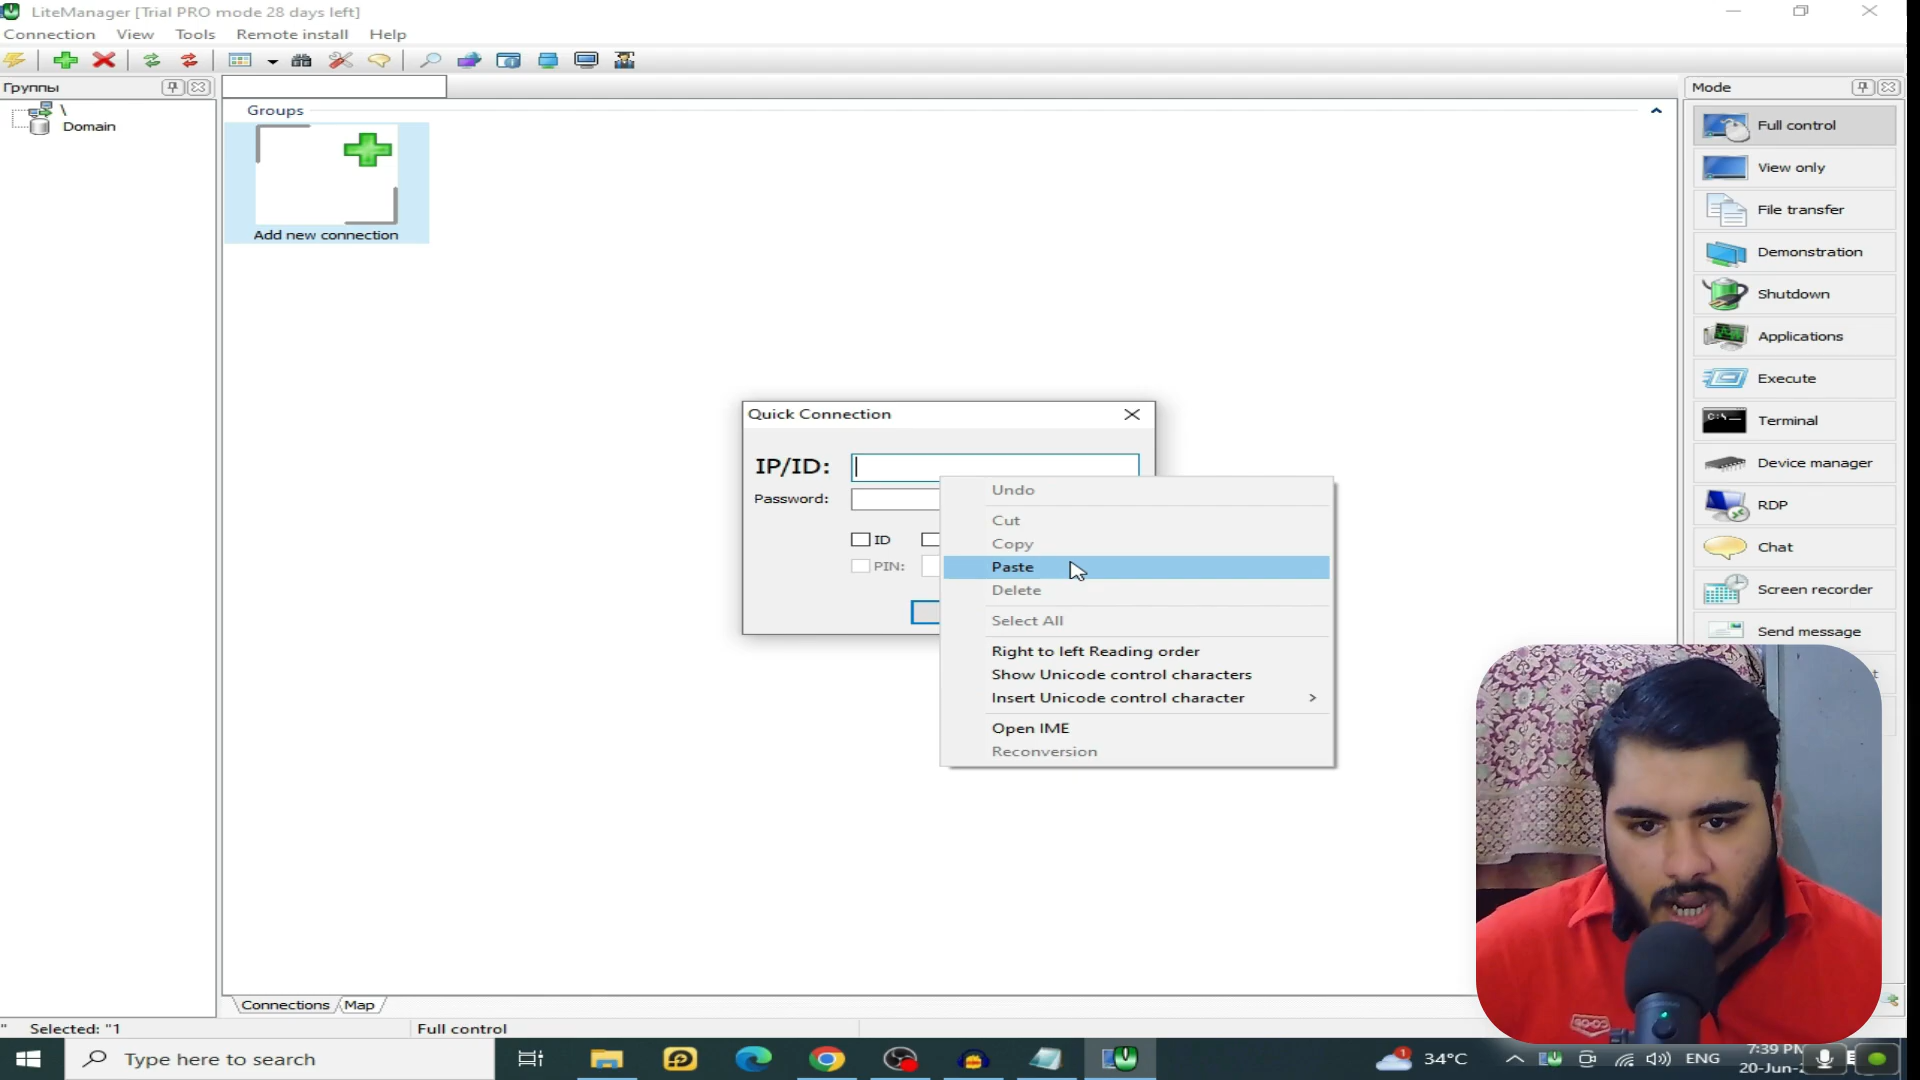 LiteManager [Trial PRO mode 28 days left]
Connection View Tools Remote install Help
Группы
\
Domain
Groups
Add new connection
Mode
Full control
View only
File transfer
Demonstration
Shutdown
Applications
Execute
Terminal
Device manager
RDP
Chat
Screen recorder
Send message
Quick Connection
IP/ID:
Password:
ID
PIN:
Undo
Cut
Copy
Paste
Delete
Select All
Right to left Reading order
Show Unicode control characters
Insert Unicode control character
Open IME
Reconversion
Connections Map
Selected: "1
Full control
Type here to search
34°C
ENG
7:39 PM
20-Jun-